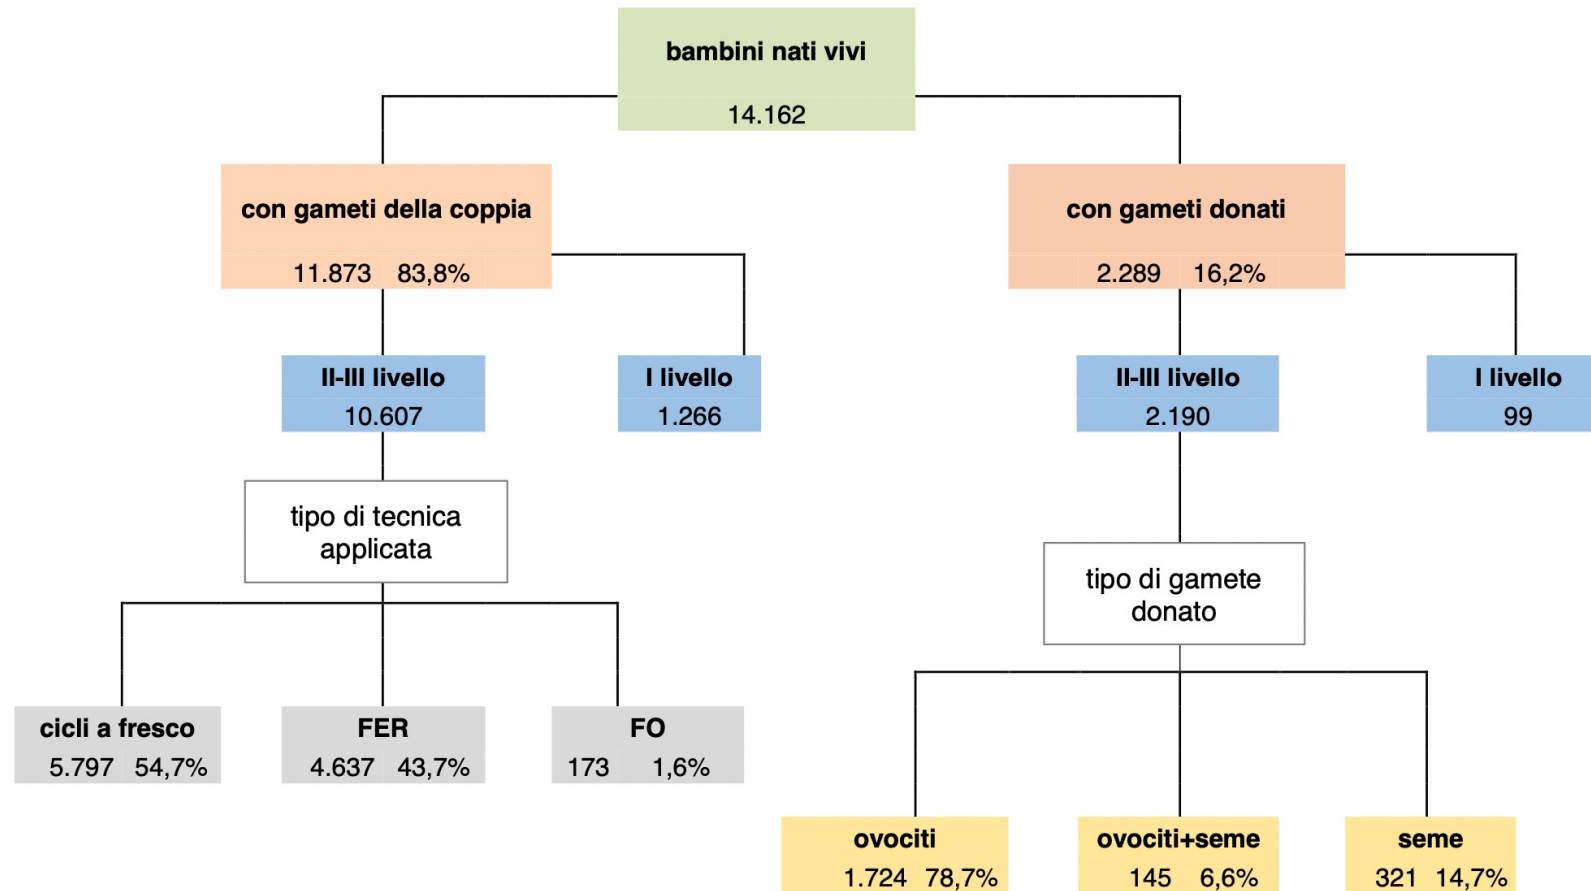 bambini nati vivi
14.162
con gameti della coppia
11.873 83,8%
con gameti donati
2.289 16,2%
II-III livello
10.607
I livello
1.266
II-III livello
2.190
I livello
99
tipo di tecnica
applicata
tipo di gamete
donato
cicli a fresco
5.797 54,7%
FER
4.637 43,7%
FO
173 1,6%
ovociti
1.724 78,7%
ovociti+seme
145 6,6%
seme
321 14,7%